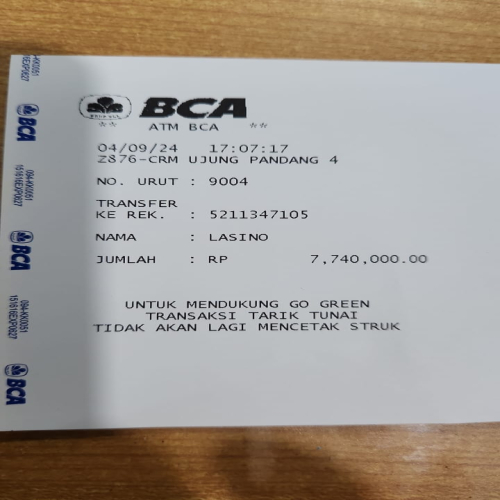 BCA
** ATM BCA **
04/09/24 17:07:17
Z876-CRM UJUNG PANDANG 4
NO. URUT : 9004
TRANSFER
KE REK. : 5211347105
NAMA : LASINO
JUMLAH : RP 7,740,000.00
UNTUK MENDUKUNG GO GREEN
TRANSAKSI TARIK TUNAI
TIDAK AKAN LAGI MENCETAK STRUK
BCA
BCA
BCA